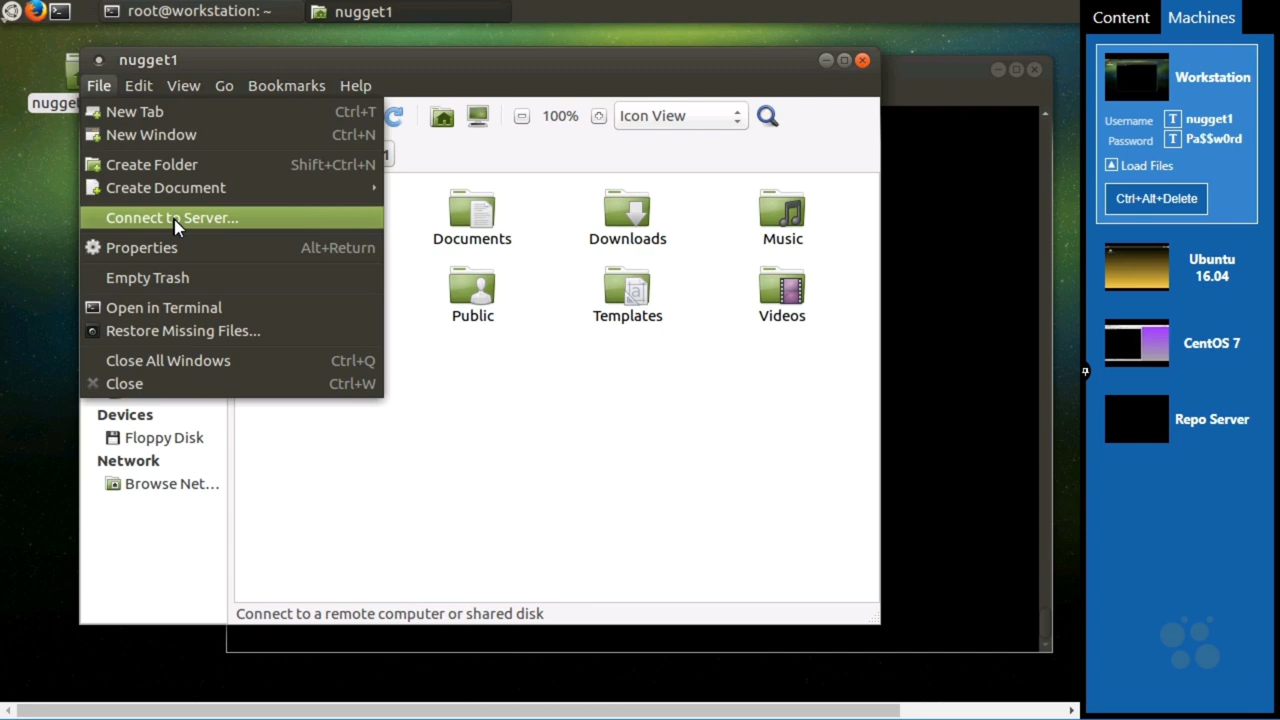 root@workstation: ~
nugget1
Content
Machines
nugget1
File Edit View Go Bookmarks Help
New Tab Ctrl+T
New Window Ctrl+N
Create Folder Shift+Ctrl+N
Create Document
Connect to Server...
Properties Alt+Return
Empty Trash
Open in Terminal
Restore Missing Files...
Close All Windows Ctrl+Q
Close Ctrl+W
100%
Icon View
Documents
Downloads
Music
Public
Templates
Videos
Devices
Floppy Disk
Network
Browse Net...
Connect to a remote computer or shared disk
Workstation
Username T nugget1
Password T Pa$$w0rd
Load Files
Ctrl+Alt+Delete
Ubuntu
16.04
CentOS 7
Repo Server